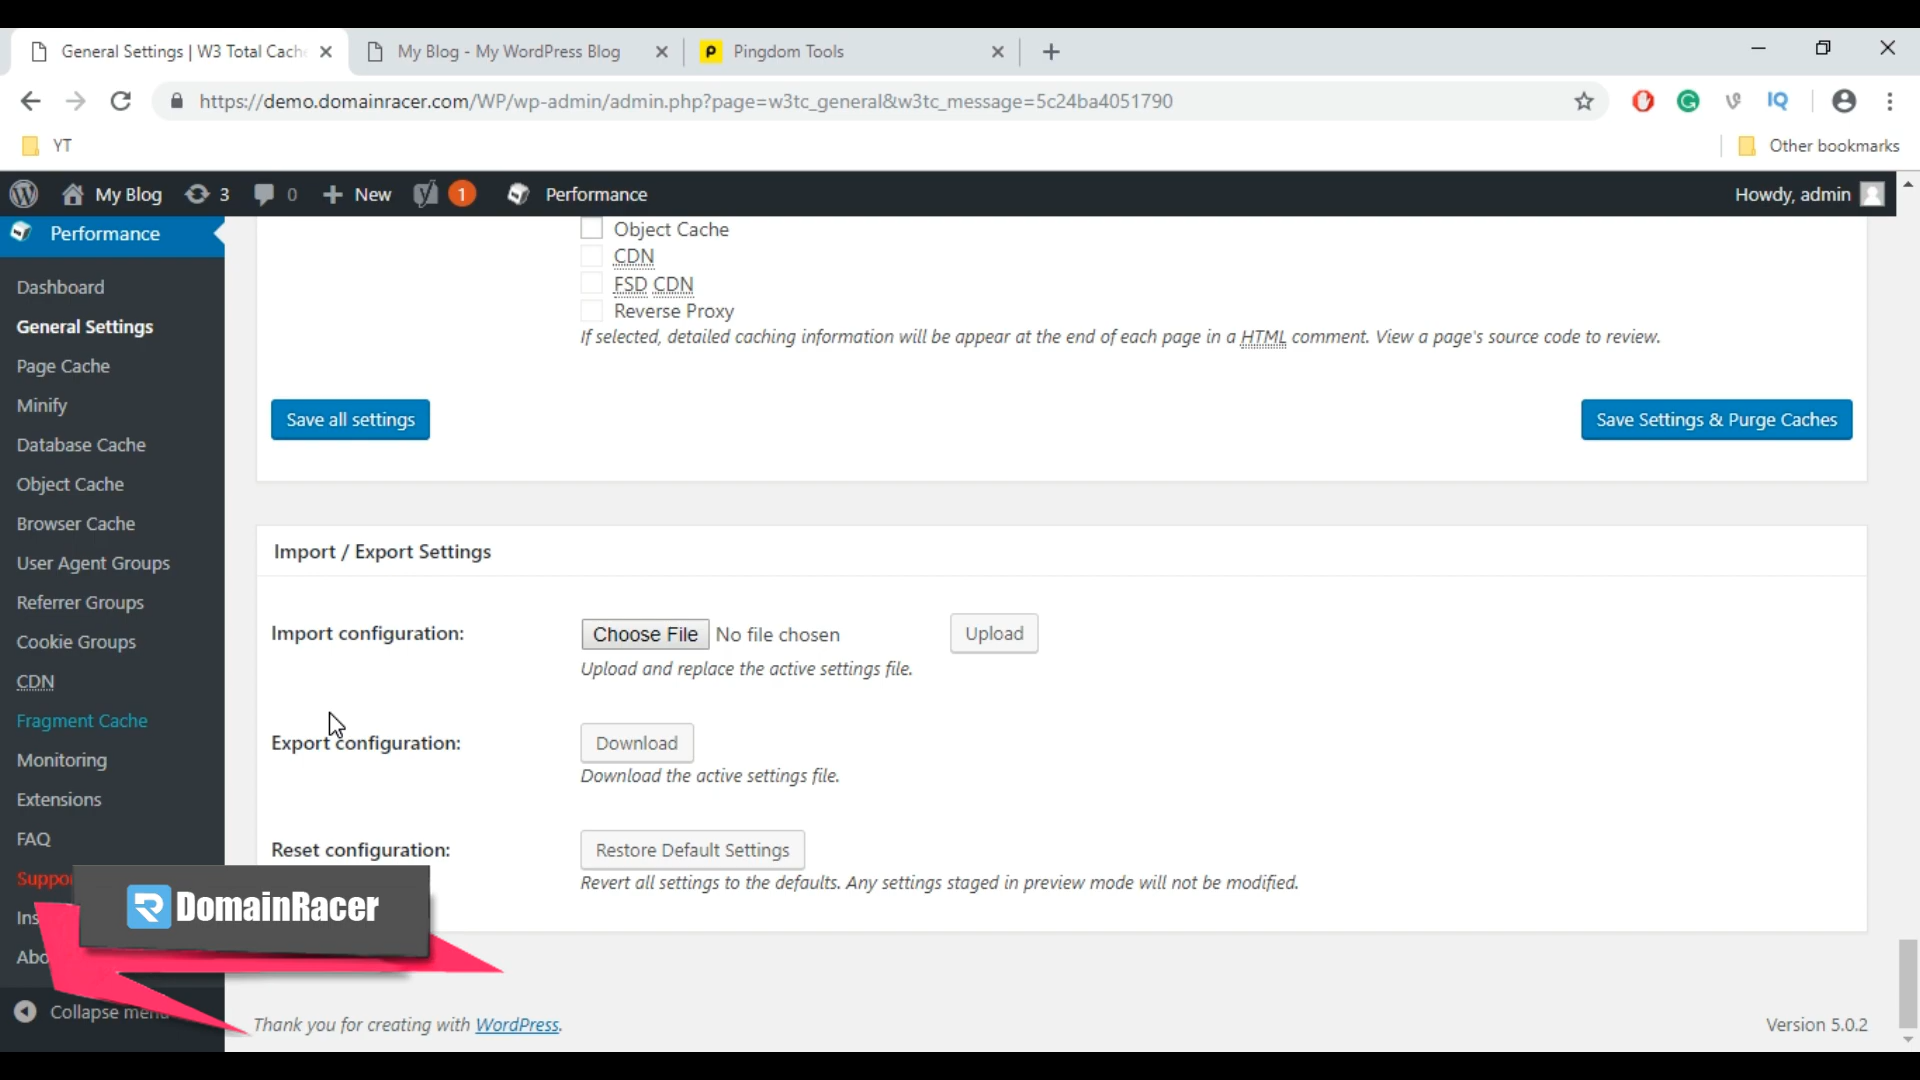 General Settings | W3 Total Cach
My Blog - My WordPress Blog
Pingdom Tools
https://demo.domainracer.com/WP/wp-admin/admin.php?page=w3tc_general&w3tc_message=5c24ba4051790
IQ
YT
Other bookmarks
My Blog 3 0 + New 1 Performance
Howdy, admin
Performance
Dashboard
General Settings
Page Cache
Minify
Database Cache
Object Cache
Browser Cache
User Agent Groups
Referrer Groups
Cookie Groups
CDN
Fragment Cache
Monitoring
Extensions
FAQ
Collapse menu
Object Cache
CDN
FSD CDN
Reverse Proxy
If selected, detailed caching information will be appear at the end of each page in a HTML comment. View a page's source code to review.
Save all settings
Save Settings & Purge Caches
Import / Export Settings
Import configuration:
Choose File No file chosen
Upload
Upload and replace the active settings file.
Export configuration:
Download
Download the active settings file.
Reset configuration:
Restore Default Settings
Revert all settings to the defaults. Any settings staged in preview mode will not be modified.
DomainRacer
Thank you for creating with WordPress.
Version 5.0.2